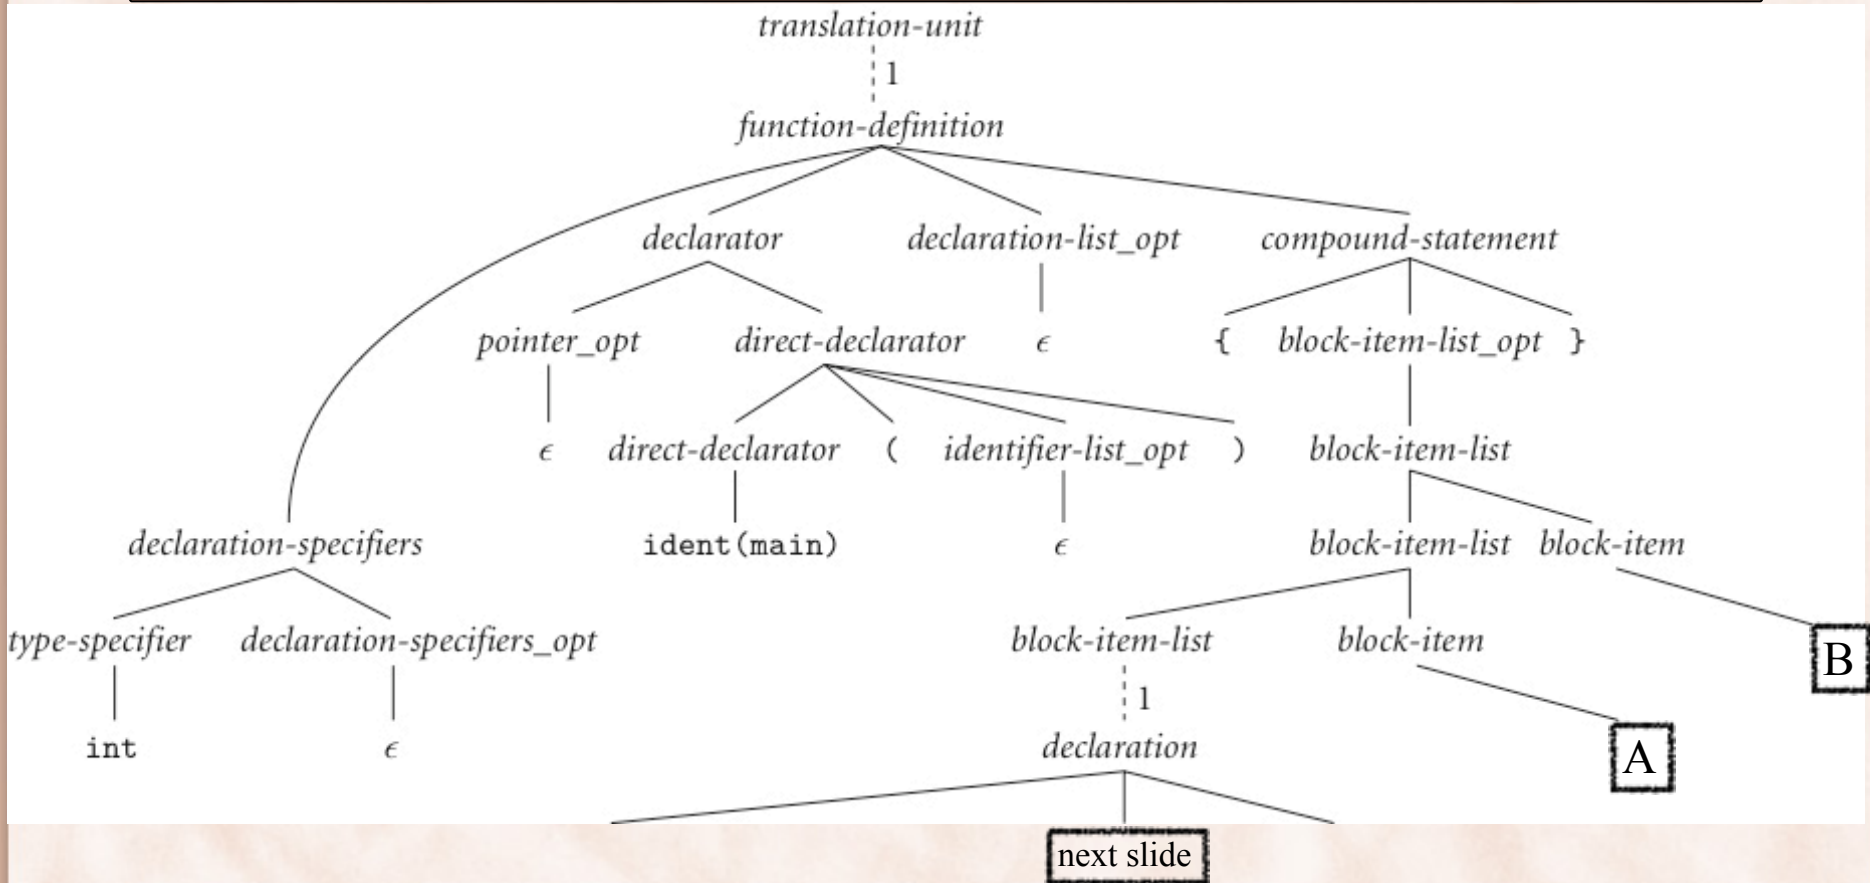 translation-unit
1
function-definition
declarator declaration-list_opt compound-statement
pointer_opt direct-declarator ϵ { block-item-list_opt }
ϵ direct-declarator ( identifier-list_opt ) block-item-list
declaration-specifiers ident(main) ϵ block-item-list block-item
type-specifier declaration-specifiers_opt block-item-list block-item B
1
int ϵ declaration A
next slide